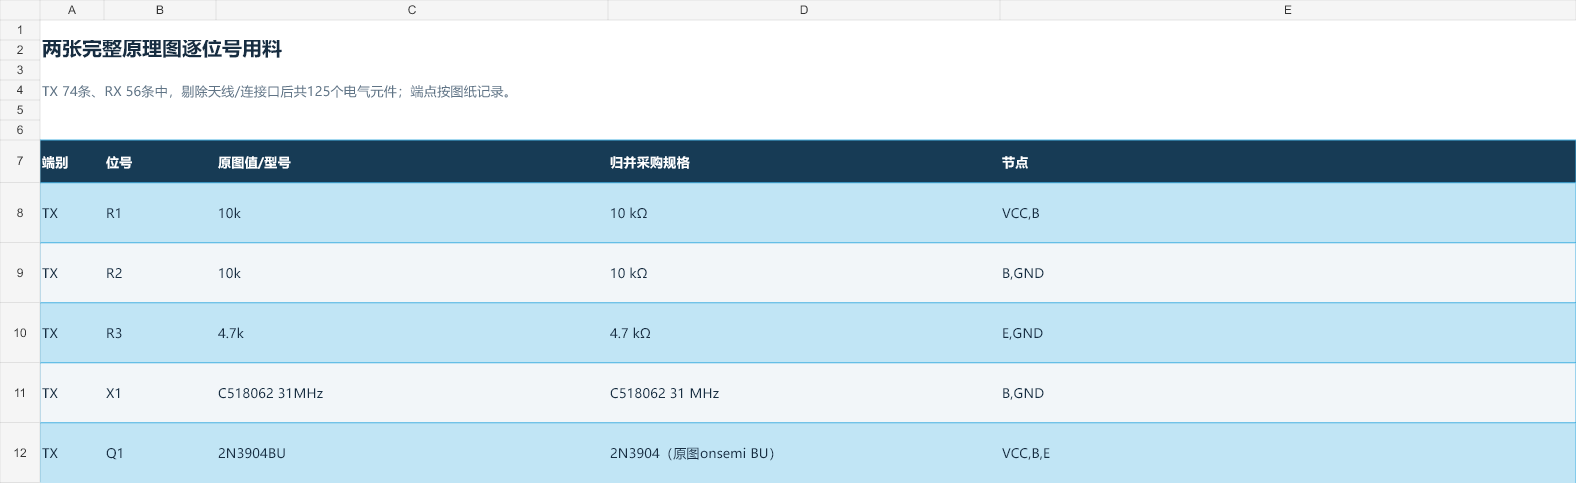 A B C D E
1
2 两张完整原理图逐位号用料
3
4 TX 74条、RX 56条中，剔除天线/连接口后共125个电气元件；端点按图纸记录。
5
6
7 端别 位号 原图值/型号 归并采购规格 节点
8 TX R1 10k 10 kΩ VCC,B
9 TX R2 10k 10 kΩ B,GND
10 TX R3 4.7k 4.7 kΩ E,GND
11 TX X1 C518062 31MHz C518062 31 MHz B,GND
12 TX Q1 2N3904BU 2N3904（原图onsemi BU） VCC,B,E